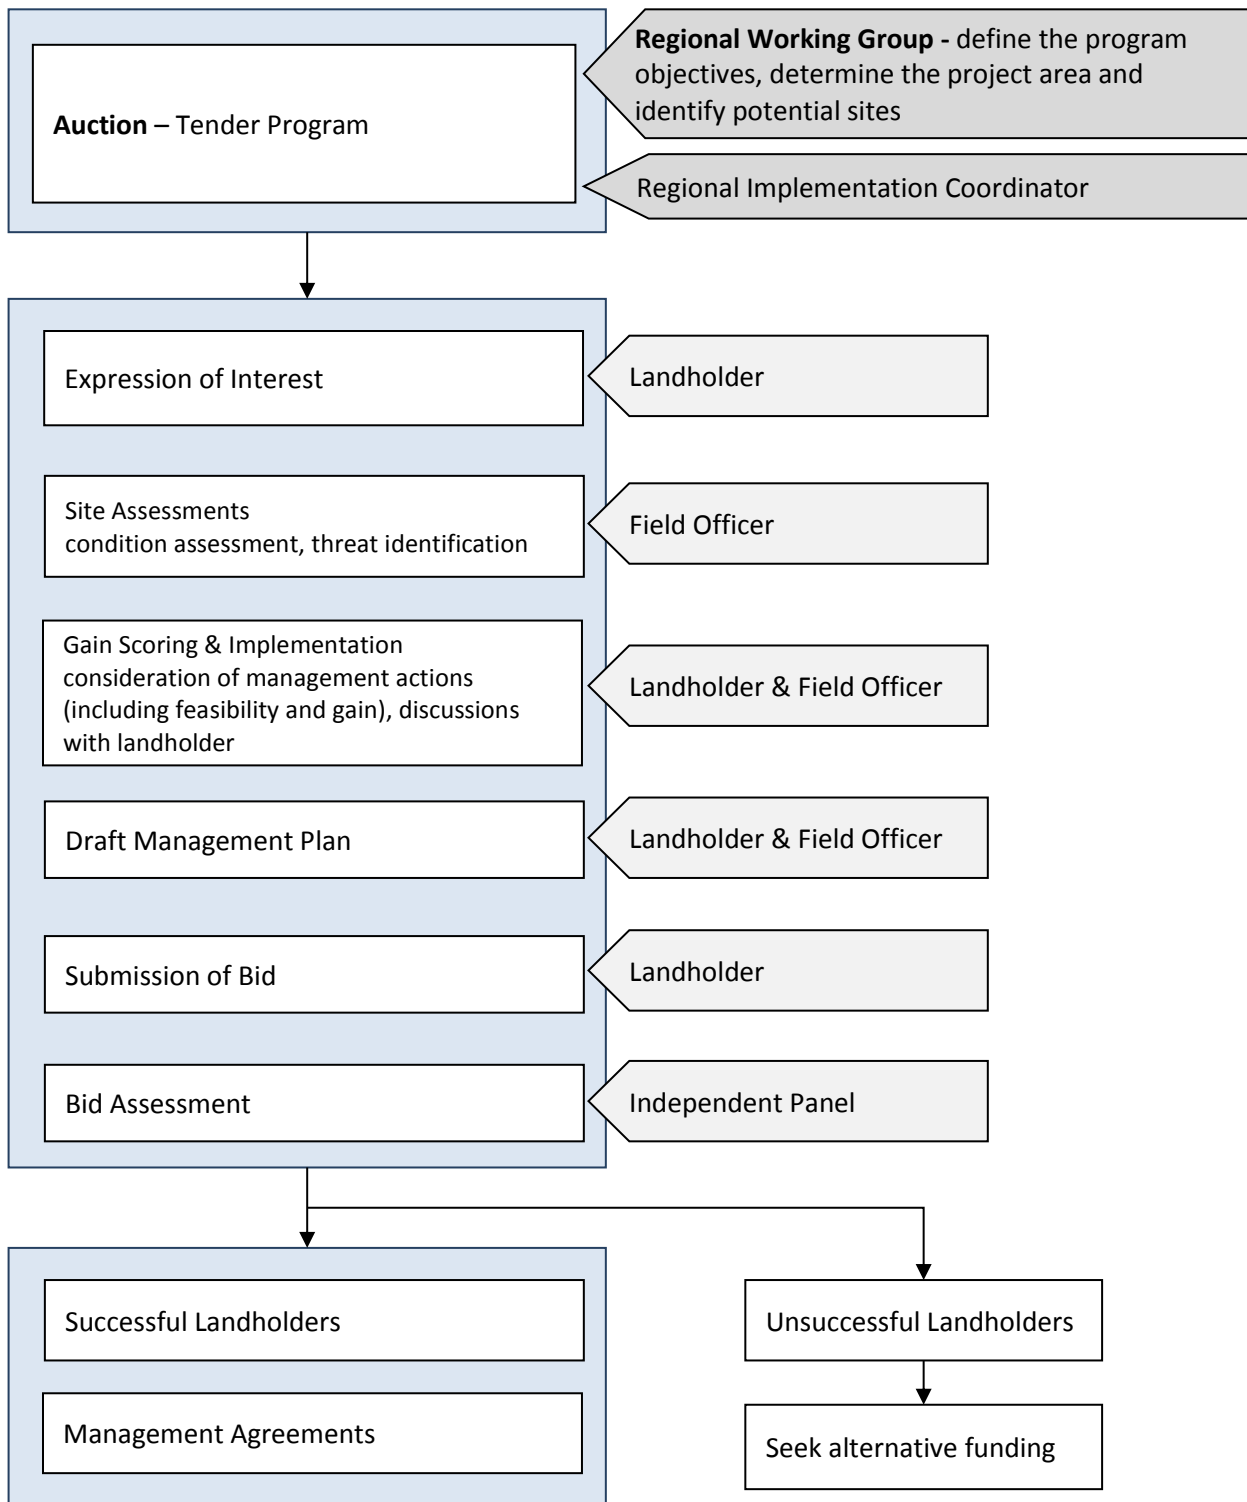 Regional Working Group - define the program
objectives, determine the project area and
identify potential sites
Auction – Tender Program
Regional Implementation Coordinator
Expression of Interest
Landholder
Site Assessments
condition assessment, threat identification
Field Officer
Gain Scoring & Implementation
consideration of management actions
(including feasibility and gain), discussions
with landholder
Landholder & Field Officer
Draft Management Plan
Landholder & Field Officer
Submission of Bid
Landholder
Bid Assessment
Independent Panel
Successful Landholders
Unsuccessful Landholders
Management Agreements
Seek alternative funding